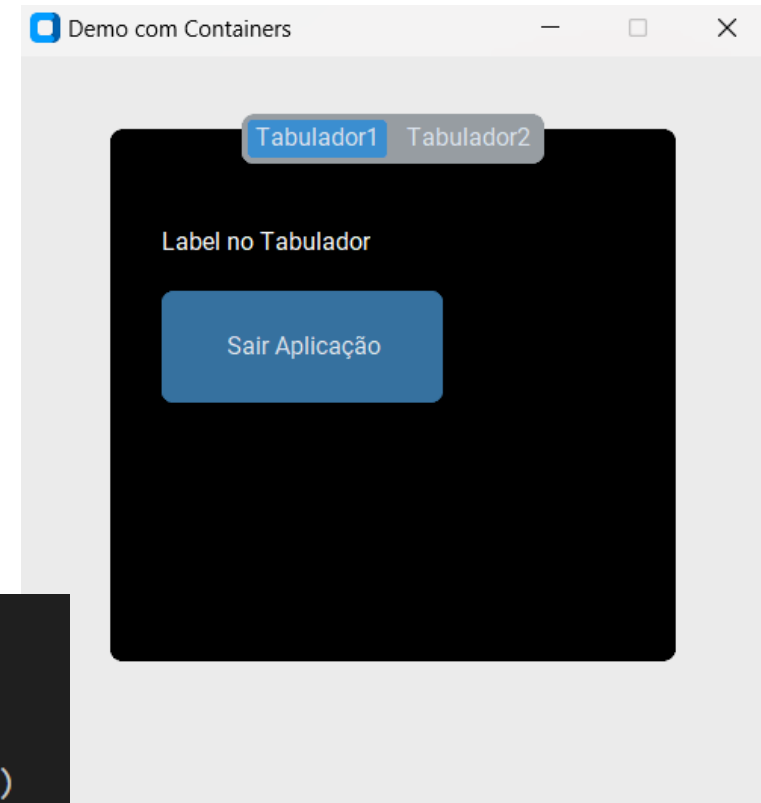 Demo com Containers
Tabulador1 Tabulador2
Label no Tabulador
Sair Aplicação
)